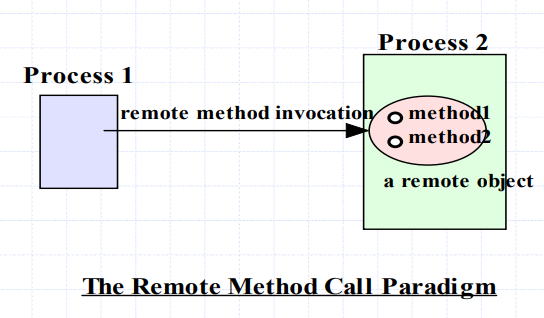 Process 2
Process 1
remote method invocation
method1
method2
a remote object
The Remote Method Call Paradigm